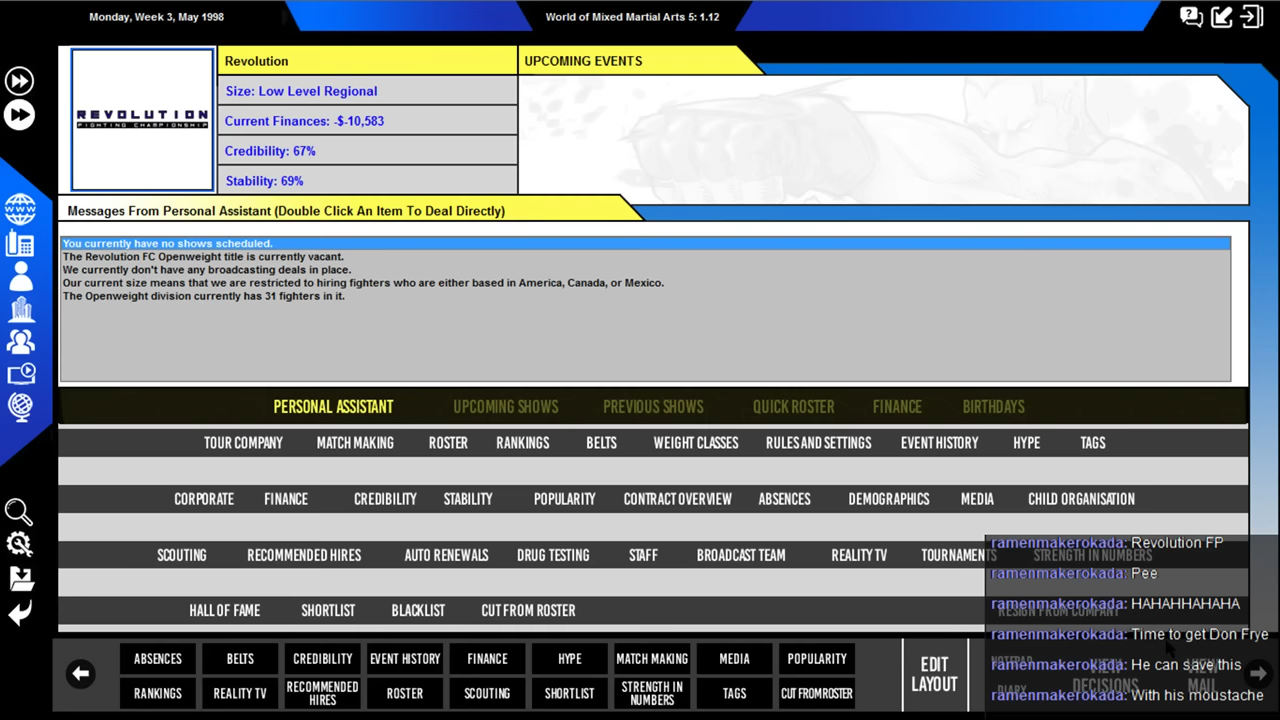 Monday, Week 3, May 1998
World of Mixed Martial Arts 5: 1.12
REVOLUTION
FIGHTING CHAMPIONSHIP
Revolution
UPCOMING EVENTS
Size: Low Level Regional
Current Finances: -$-10,583
Credibility: 67%
Stability: 69%
Messages From Personal Assistant (Double Click An Item To Deal Directly)
You currently have no shows scheduled.
The Revolution FC Openweight title is currently vacant.
We currently don't have any broadcasting deals in place.
Our current size means that we are restricted to hiring fighters who are either based in America, Canada, or Mexico.
The Openweight division currently has 31 fighters in it.
PERSONAL ASSISTANT UPCOMING SHOWS PREVIOUS SHOWS QUICK ROSTER FINANCE BIRTHDAYS
TOUR COMPANY MATCH MAKING ROSTER RANKINGS BELTS WEIGHT CLASSES RULES AND SETTINGS EVENT HISTORY HYPE TAGS
CORPORATE FINANCE CREDIBILITY STABILITY POPULARITY CONTRACT OVERVIEW ABSENCES DEMOGRAPHICS MEDIA CHILD ORGANISATION
SCOUTING RECOMMENDED HIRES AUTO RENEWALS DRUG TESTING STAFF BROADCAST TEAM REALITY TV TOURNAMENTS STRENGTH IN NUMBERS
HALL OF FAME SHORTLIST BLACKLIST CUT FROM ROSTER RESIGN FROM COMPANY
ABSENCES BELTS CREDIBILITY EVENT HISTORY FINANCE HYPE MATCH MAKING MEDIA POPULARITY
RANKINGS REALITY TV RECOMMENDED HIRES ROSTER SCOUTING SHORTLIST STRENGTH IN NUMBERS TAGS CUT FROM ROSTER
EDIT LAYOUT
NOTEPAD
DIARY
DECISIONS
MAIL
ramenmakerokada: Revolution FP
ramenmakerokada: Pee
ramenmakerokada: HAHAHHAHAHA
ramenmakerokada: Time to get Don Frye
ramenmakerokada: He can save this
ramenmakerokada: With his moustache